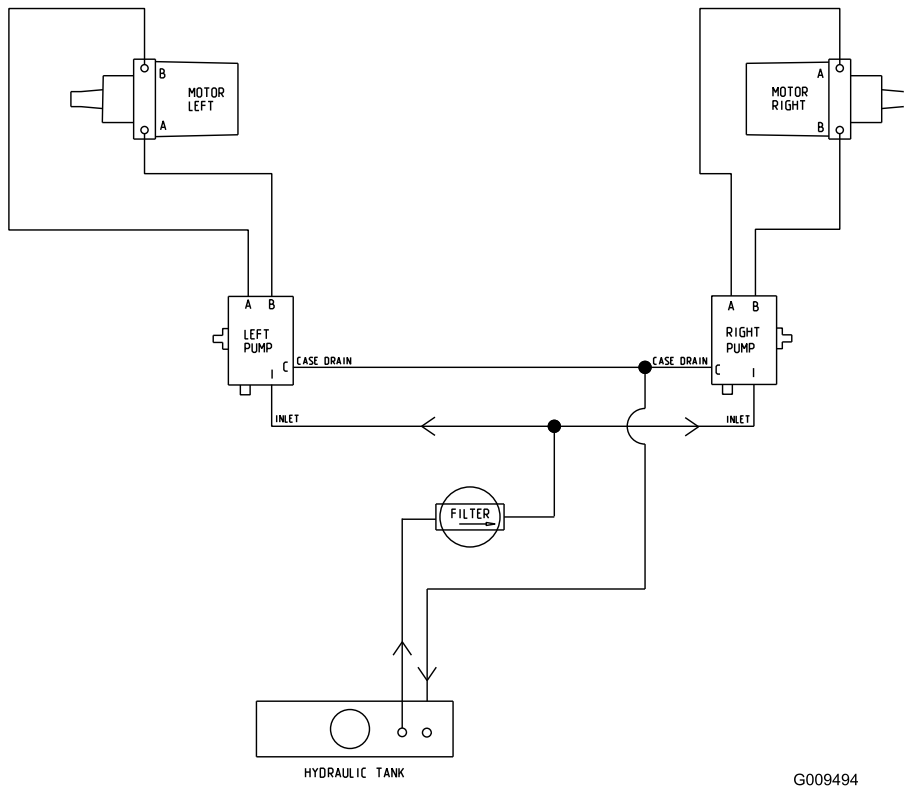 B
MOTOR
LEFT
A
A
MOTOR
RIGHT
B
A B
LEFT
PUMP
C
I
CASE DRAIN
INLET
A B
RIGHT
PUMP
C
I
CASE DRAIN
INLET
FILTER
HYDRAULIC TANK
G009494